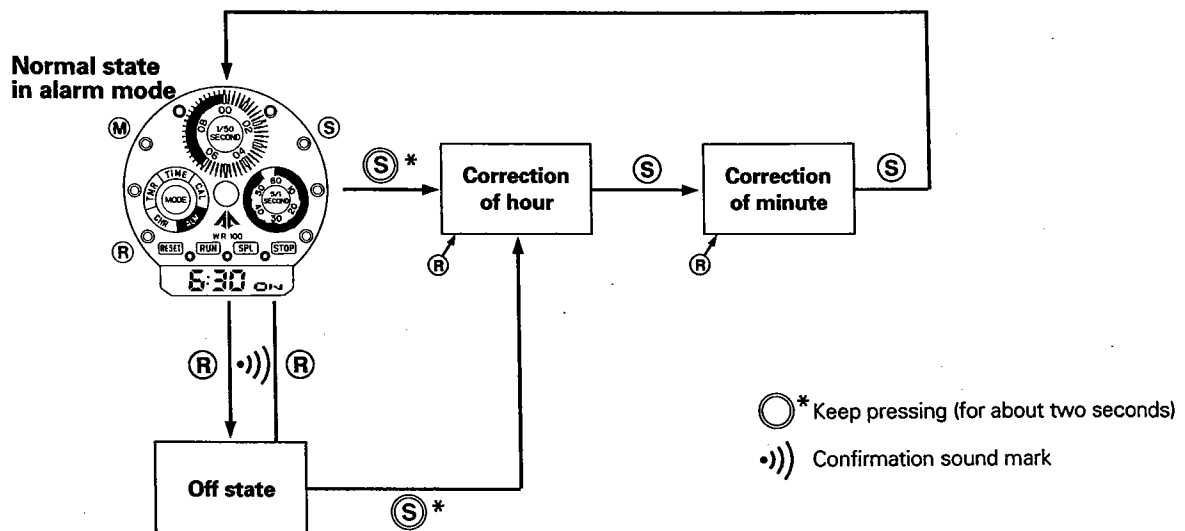 Normal state
in alarm mode
M
S
R
00
02
04
06
08
1/50
SECOND
TIME
CAL
TMR
CHR
MODE
60
10
20
30
40
50
SECOND
WR 100
RESET RUN SPL STOP
6:30 ON
S *
Correction
of hour
S
Correction
of minute
S
R
R
R
R
Off state
S *
* Keep pressing (for about two seconds)
Confirmation sound mark